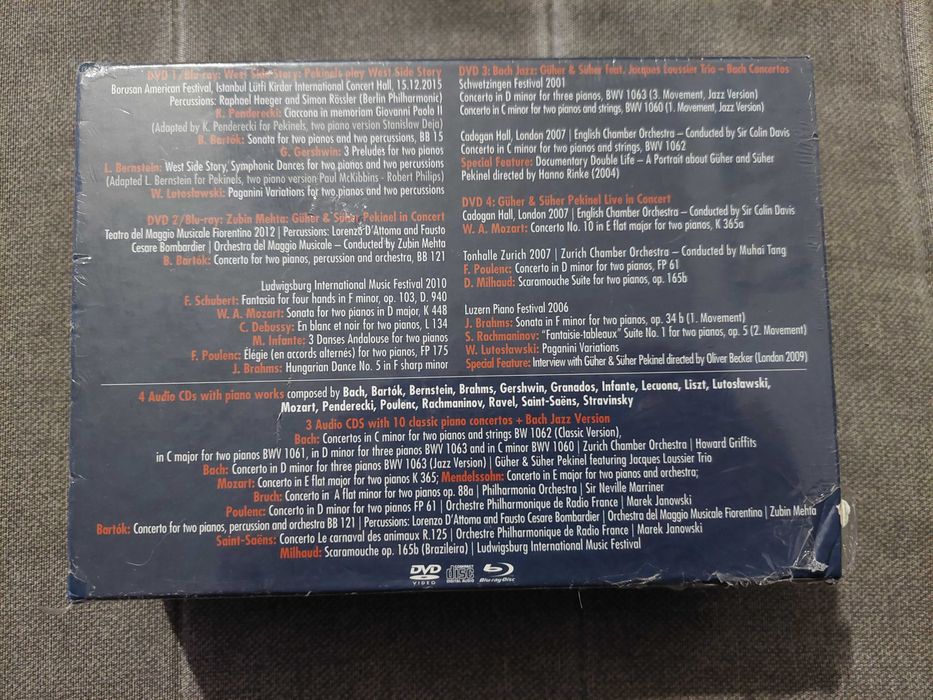 DVD 1/Blu-ray: West Side Story: Pekinels play West Side Story
Borusan American Festival, Istanbul Lütfi Kirdar International Concert Hall, 15.12.2015
Percussions: Raphael Haeger and Simon Rössler (Berlin Philharmonic)
K. Penderecki: Ciaccona in memoriam Giovanni Paolo II
(Adapted by K. Penderecki for Pekinels, two piano version Stanislaw Deja)
B. Bartók: Sonata for two pianos and two percussions, BB 15
G. Gershwin: 3 Preludes for two pianos
L. Bernstein: West Side Story, Symphonic Dances for two pianos and two percussions
(Adapted L. Bernstein for Pekinels, two piano version Paul McKibbins - Robert Philips)
W. Lutosławski: Paganini Variations for two pianos and two percussions
DVD 2/Blu-ray: Zubin Mehta: Güher & Süher Pekinel in Concert
Teatro del Maggio Musicale Fiorentino 2012 | Percussions: Lorenzo D'Attoma and Fausto
Cesare Bombardier | Orchestra del Maggio Musicale – Conducted by Zubin Mehta
B. Bartók: Concerto for two pianos, percussion and orchestra, BB 121
Ludwigsburg International Music Festival 2010
F. Schubert: Fantasia for four hands in F minor, op. 103, D. 940
W. A. Mozart: Sonata for two pianos in D major, K 448
C. Debussy: En blanc et noir for two pianos, L 134
M. Infante: 3 Danses Andalouse for two pianos
F. Poulenc: Élégie (en accords alternés) for two pianos, FP 175
J. Brahms: Hungarian Dance No. 5 in F sharp minor
DVD 3: Bach Jazz: Güher & Süher feat. Jacques Loussier Trio – Bach Concertos
Schwetzingen Festival 2001
Concerto in D minor for three pianos, BWV 1063 (3. Movement, Jazz Version)
Concerto in C minor for two pianos and strings, BWV 1060 (1. Movement, Jazz Version)
Cadogan Hall, London 2007 | English Chamber Orchestra – Conducted by Sir Colin Davis
Concerto in C minor for two pianos and strings, BWV 1062
Special Feature: Documentary Double Life – A Portrait about Güher and Süher
Pekinel directed by Hanno Rinke (2004)
DVD 4: Güher & Süher Pekinel Live in Concert
Cadogan Hall, London 2007 | English Chamber Orchestra – Conducted by Sir Colin Davis
W. A. Mozart: Concerto No. 10 in E flat major for two pianos, K 365a
Tonhalle Zurich 2007 | Zurich Chamber Orchestra – Conducted by Muhai Tang
F. Poulenc: Concerto in D minor for two pianos, FP 61
D. Milhaud: Scaramouche Suite for two pianos, op. 165b
Luzern Piano Festival 2006
J. Brahms: Sonata in F minor for two pianos, op. 34 b (1. Movement)
S. Rachmaninov: "Fantaisie-tableaux" Suite No. 1 for two pianos, op. 5 (2. Movement)
W. Lutosławski: Paganini Variations
Special Feature: Interview with Güher & Süher Pekinel directed by Oliver Becker (London 2009)
4 Audio CDs with piano works composed by Bach, Bartók, Bernstein, Brahms, Gershwin, Granados, Infante, Lecuona, Liszt, Lutosławski,
Mozart, Penderecki, Poulenc, Rachmaninov, Ravel, Saint-Saëns, Stravinsky
3 Audio CDS with 10 classic piano concertos + Bach Jazz Version
Bach: Concertos in C minor for two pianos and strings BW 1062 (Classic Version),
in C major for two pianos BWV 1061, in D minor for three pianos BWV 1063 and in C minor BWV 1060 | Zurich Chamber Orchestra | Howard Griffits
Bach: Concerto in D minor for three pianos BWV 1063 (Jazz Version) | Güher & Süher Pekinel featuring Jacques Loussier Trio
Mozart: Concerto in E flat major for two pianos K 365; Mendelssohn: Concerto in E major for two pianos and orchestra;
Bruch: Concerto in A flat minor for two pianos op. 88a | Philharmonia Orchestra | Sir Neville Marriner
Poulenc: Concerto in D minor for two pianos FP 61 | Orchestre Philharmonique de Radio France | Marek Janowski
Bartók: Concerto for two pianos, percussion and orchestra BB 121 | Percussions: Lorenzo D'Attoma and Fausto Cesare Bombardier | Orchestra del Maggio Musicale Fiorentino | Zubin Mehta
Saint-Saëns: Concerto Le carnaval des animaux R.125 | Orchestre Philharmonique de Radio France | Marek Janowski
Milhaud: Scaramouche op. 165b (Brazileira) | Ludwigsburg International Music Festival
DVD VIDEO
COMPACT disc DIGITAL AUDIO
Blu-ray Disc